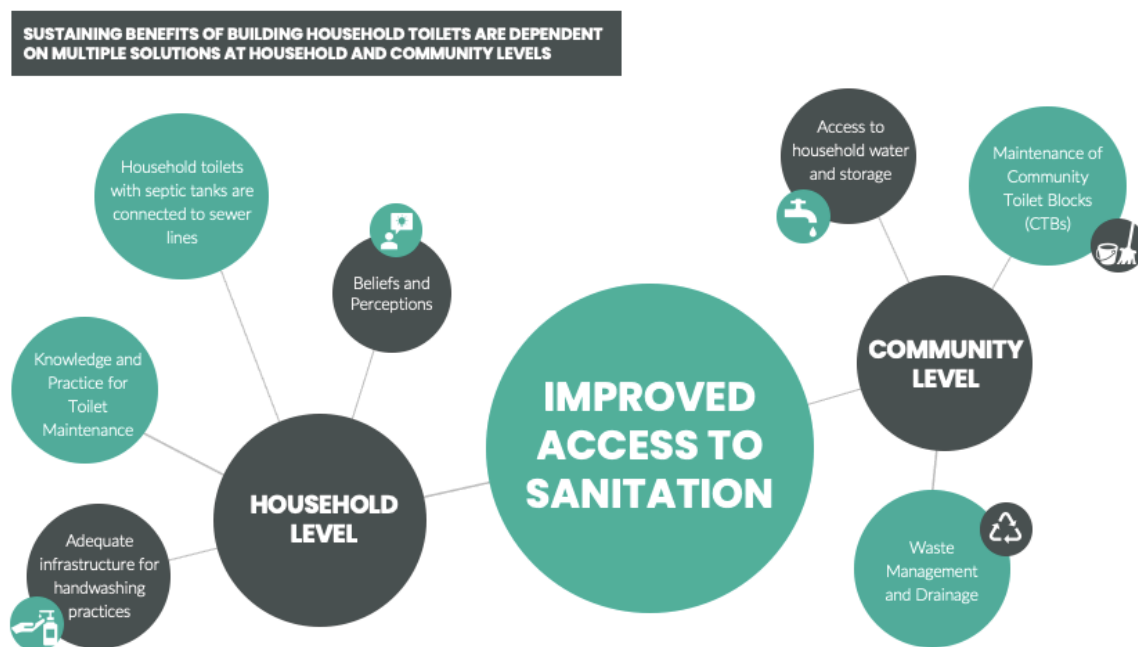 SUSTAINING BENEFITS OF BUILDING HOUSEHOLD TOILETS ARE DEPENDENT
ON MULTIPLE SOLUTIONS AT HOUSEHOLD AND COMMUNITY LEVELS
Household toilets
with septic tanks are
connected to sewer
lines
Beliefs and
Perceptions
Knowledge and
Practice for
Toilet
Maintenance
Adequate
infrastructure for
handwashing
practices
HOUSEHOLD
LEVEL
IMPROVED
ACCESS TO
SANITATION
Access to
household water
and storage
Maintenance of
Community
Toilet Blocks
(CTBs)
COMMUNITY
LEVEL
Waste
Management
and Drainage